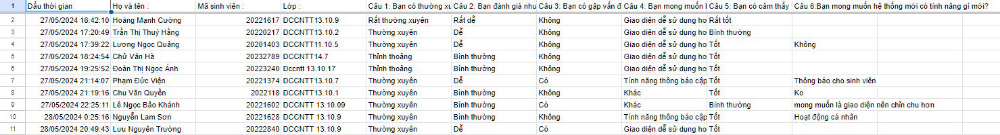 1 Dấu thời gian Họ và tên : Mã sinh viên : Lớp : Câu 1: Bạn có thường xu Câu 2: Bạn đánh giá như Câu 3: Bạn có gặp vấn đ Câu 4: Bạn mong muốn l Câu 5: Bạn có cảm thấy Câu 6:Bạn mong muốn hệ thống mới có tính năng gì mới?
2 27/05/2024 16:42:10 Hoàng Mạnh Cường 20221617 DCCNTT13.10.9 Rất thường xuyên Rất dễ Không Giao diện dễ sử dụng hơ Rất tốt
3 27/05/2024 17:20:49 Trần Thị Thuý Hằng 20220217 DCCNTT13.10.2 Thường xuyên Dễ Không Giao diện dễ sử dụng hơ Bình thường
4 27/05/2024 17:39:22 Lương Ngọc Quảng 20201403 DCCNTT11.10.5 Thường xuyên Dễ Không Giao diện dễ sử dụng hơ Tốt Không
5 27/05/2024 18:24:54 Chử Văn Hà 20232789 DCCNTT14.7 Thỉnh thoảng Bình thường Không Giao diện dễ sử dụng hơ Tốt
6 27/05/2024 19:25:52 Đoàn Thị Ngọc Ánh 20223240 Dccntt 13.10.17 Thỉnh thoảng Bình thường Không Giao diện dễ sử dụng hơ Tốt
7 27/05/2024 21:14:07 Phạm Đức Viện 20221374 DCCNTT13.10.7 Thường xuyên Dễ Có Tính năng thông báo cập Tốt Thông báo cho sinh viên
8 27/05/2024 21:19:16 Chu Văn Quyền 2022118 DCCNTT13.10.1 Thường xuyên Bình thường Không Khác Tốt Ko
9 27/05/2024 22:25:11 Lê Ngọc Bảo Khánh 20221602 DCCNTT 13.10.09 Thường xuyên Bình thường Có Khác Bình thường mong muốn là giao diện nên chỉn chu hơn
10 28/05/2024 0:25:16 Nguyễn Lam Sơn 20221628 DCCNTT 13.10.9 Thường xuyên Bình thường Không Tính năng thông báo cập Tốt Hoạt động cá nhân
11 28/05/2024 20:49:43 Lưu Nguyên Trường 20222840 DCCNTT 13.10.9 Thường xuyên Dễ Có Giao diện dễ sử dụng hơ Tốt